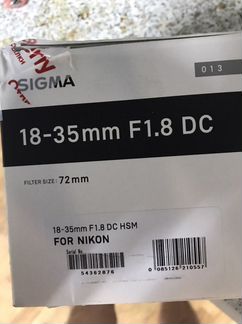 SIGMA
013
18-35mm F1.8 DC
FILTER SIZE: 72mm
18-35mm F1.8 DC HSM
FOR NIKON
Serial No
54362876
0 085126 210557